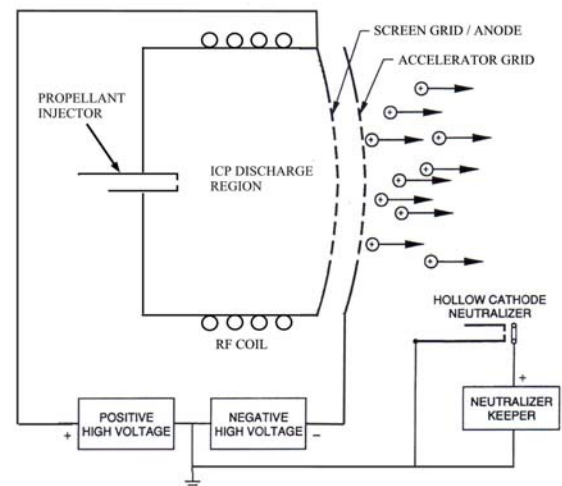 SCREEN GRID / ANODE
ACCELERATOR GRID
PROPELLANT
INJECTOR
ICP DISCHARGE
REGION
RF COIL
HOLLOW CATHODE
NEUTRALIZER
POSITIVE
HIGH VOLTAGE
NEGATIVE
HIGH VOLTAGE
NEUTRALIZER
KEEPER